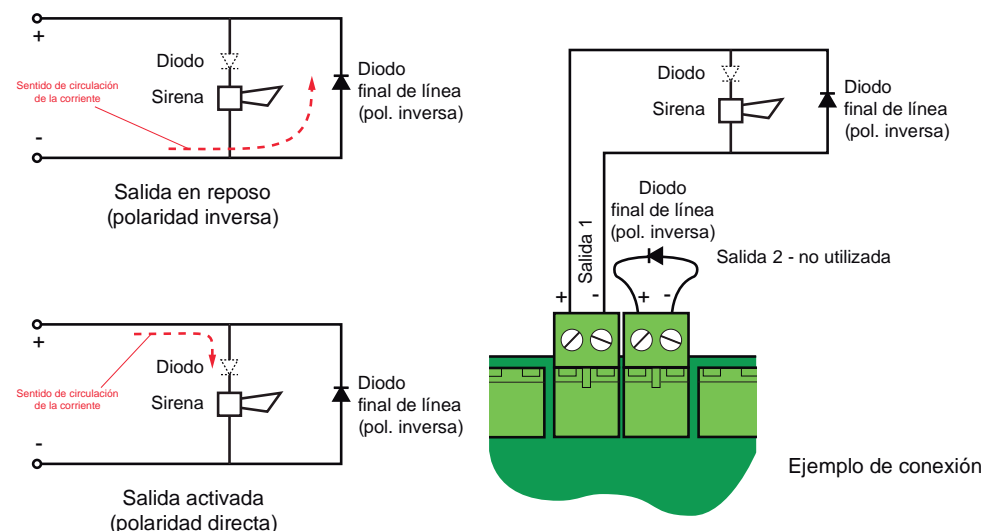 +
Diodo
Sentido de circulación
de la corriente
Sirena
Diodo
final de línea
(pol. inversa)
-
Salida en reposo
(polaridad inversa)
+
Sentido de circulación
de la corriente
Diodo
Sirena
Diodo
final de línea
(pol. inversa)
-
Salida activada
(polaridad directa)
Diodo
Sirena
Diodo
final de línea
(pol. inversa)
Diodo
final de línea
(pol. inversa)
Salida 1
Salida 2 - no utilizada
+ - + -
Ejemplo de conexión